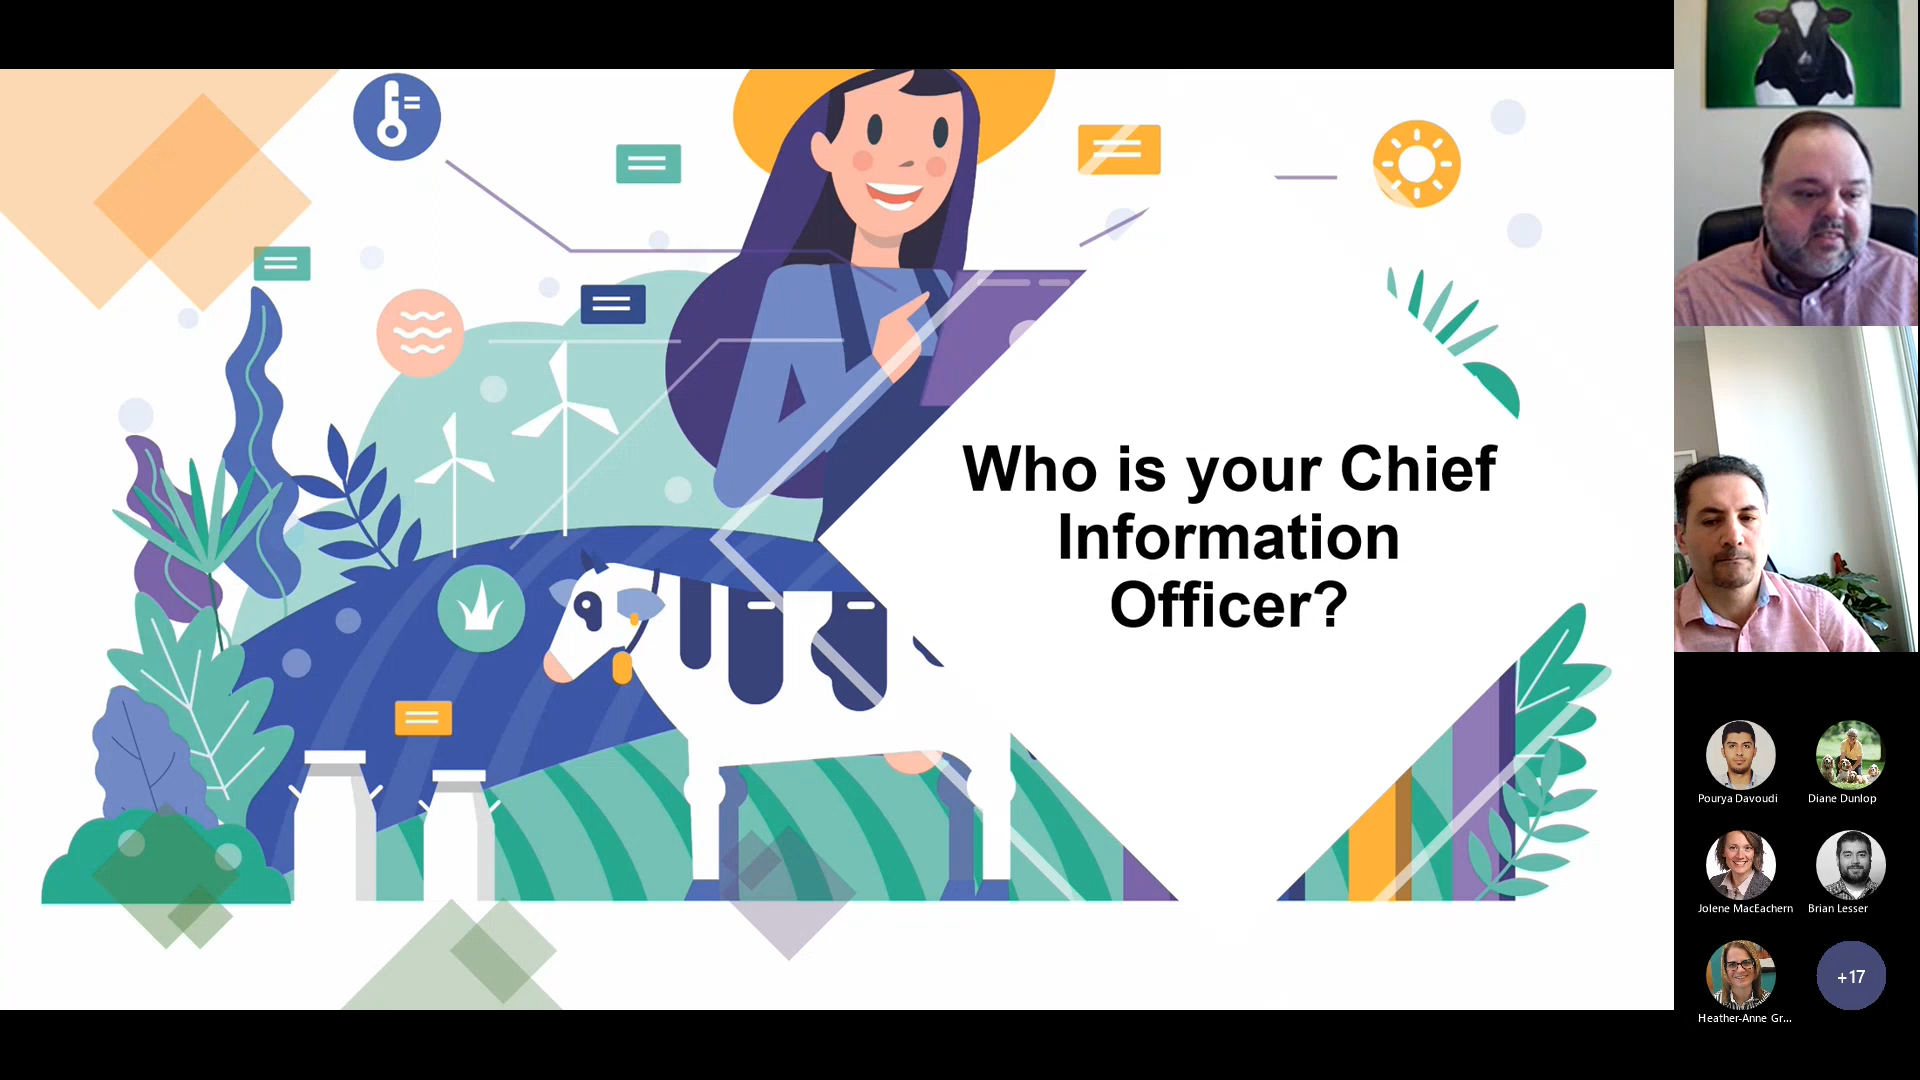 Who is your Chief
Information
Officer?
Pourya Davoudi
Diane Dunlop
Jolene MacEachern
Brian Lesser
Heather-Anne Gr...
+17